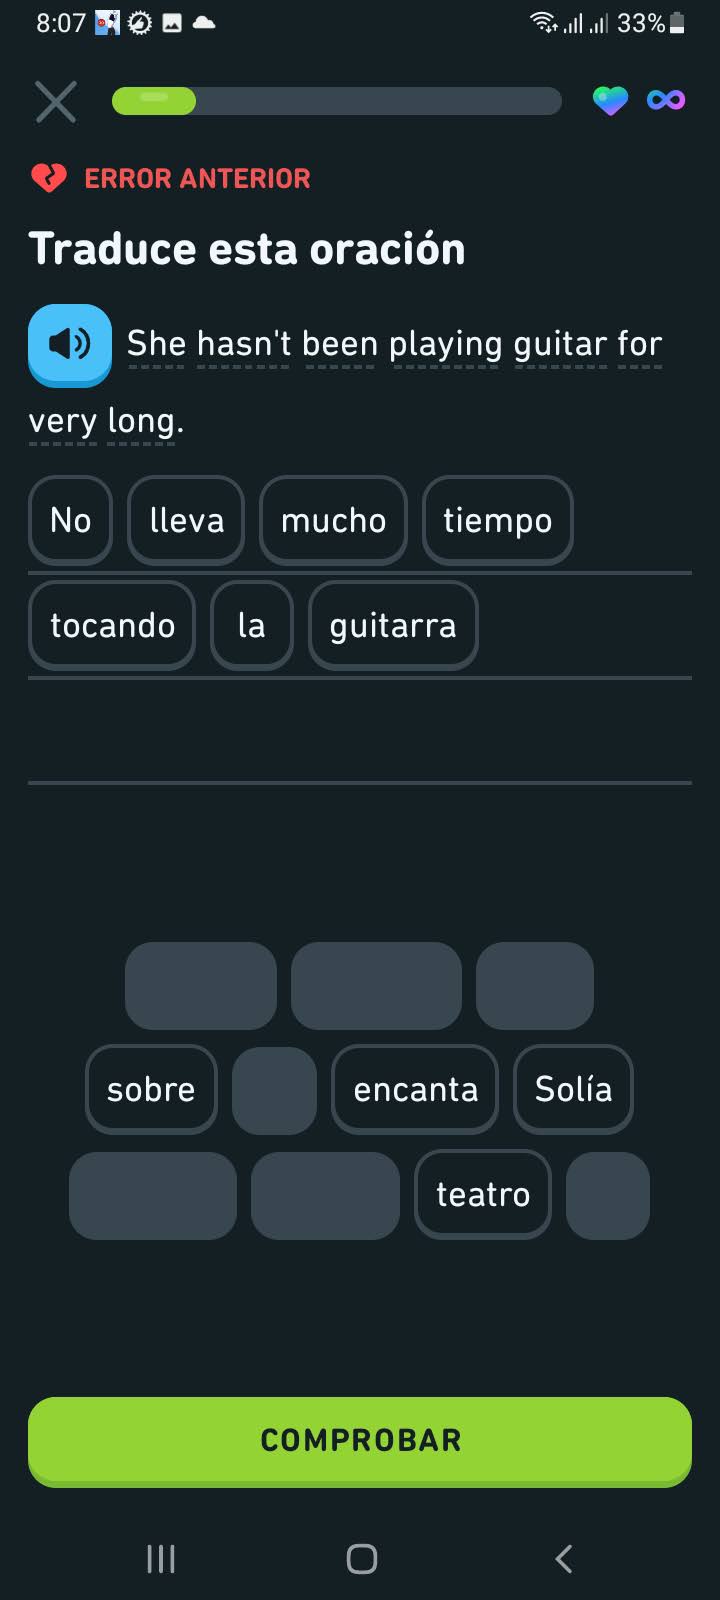 8:07 33%
ERROR ANTERIOR
Traduce esta oración
She hasn't been playing guitar for
very long.
No lleva mucho tiempo
tocando la guitarra
sobre encanta Solía
teatro
COMPROBAR